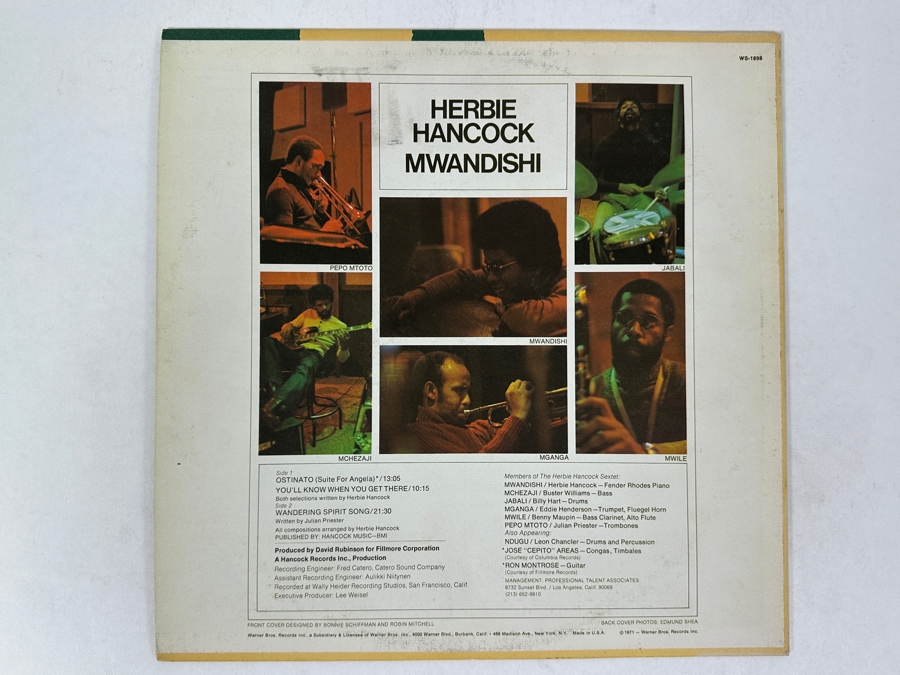 WS-1898
HERBIE
HANCOCK
MWANDISHI
PEPO MTOTO
JABALI
MWANDISHI
MCHEZAJI
MGANGA
MWILE
Side 1
OSTINATO (Suite For Angela)*/13:05
YOU'LL KNOW WHEN YOU GET THERE/10:15
Both selections written by Herbie Hancock
Side 2
WANDERING SPIRIT SONG/21:30
Written by Julian Priester
All compositions arranged by Herbie Hancock
PUBLISHED BY: HANCOCK MUSIC—BMI
Produced by David Rubinson for Fillmore Corporation
A Hancock Records Inc., Production
Recording Engineer: Fred Catero, Catero Sound Company
Assistant Recording Engineer: Aulikki Niitynen
Recorded at Wally Heider Recording Studios, San Francisco, Calif.
Executive Producer: Lee Weisel
Members of The Herbie Hancock Sextet:
MWANDISHI / Herbie Hancock—Fender Rhodes Piano
MCHEZAJI / Buster Williams—Bass
JABALI / Billy Hart—Drums
MGANGA / Eddie Henderson—Trumpet, Fluegel Horn
MWILE / Benny Maupin—Bass Clarinet, Alto Flute
PEPO MTOTO / Julian Priester—Trombones
Also Appearing:
NDUGU / Leon Chancler—Drums and Percussion
*JOSE "CEPITO" AREAS—Congas, Timbales
(Courtesy of Columbia Records)
*RON MONTROSE—Guitar
(Courtesy of Fillmore Records)
MANAGEMENT: PROFESSIONAL TALENT ASSOCIATES
8732 Sunset Blvd. / Los Angeles, Calif. 90069
(213) 652-8610
FRONT COVER DESIGNED BY BONNIE SCHIFFMAN AND ROBIN MITCHELL
BACK COVER PHOTOS: EDMUND SHEA
Warner Bros. Records Inc., a Subsidiary & Licensee of Warner Bros. Inc., 4000 Warner Blvd., Burbank, Calif. • 488 Madison Ave., New York, N.Y. Made in U.S.A. ©1971—Warner Bros. Records Inc.